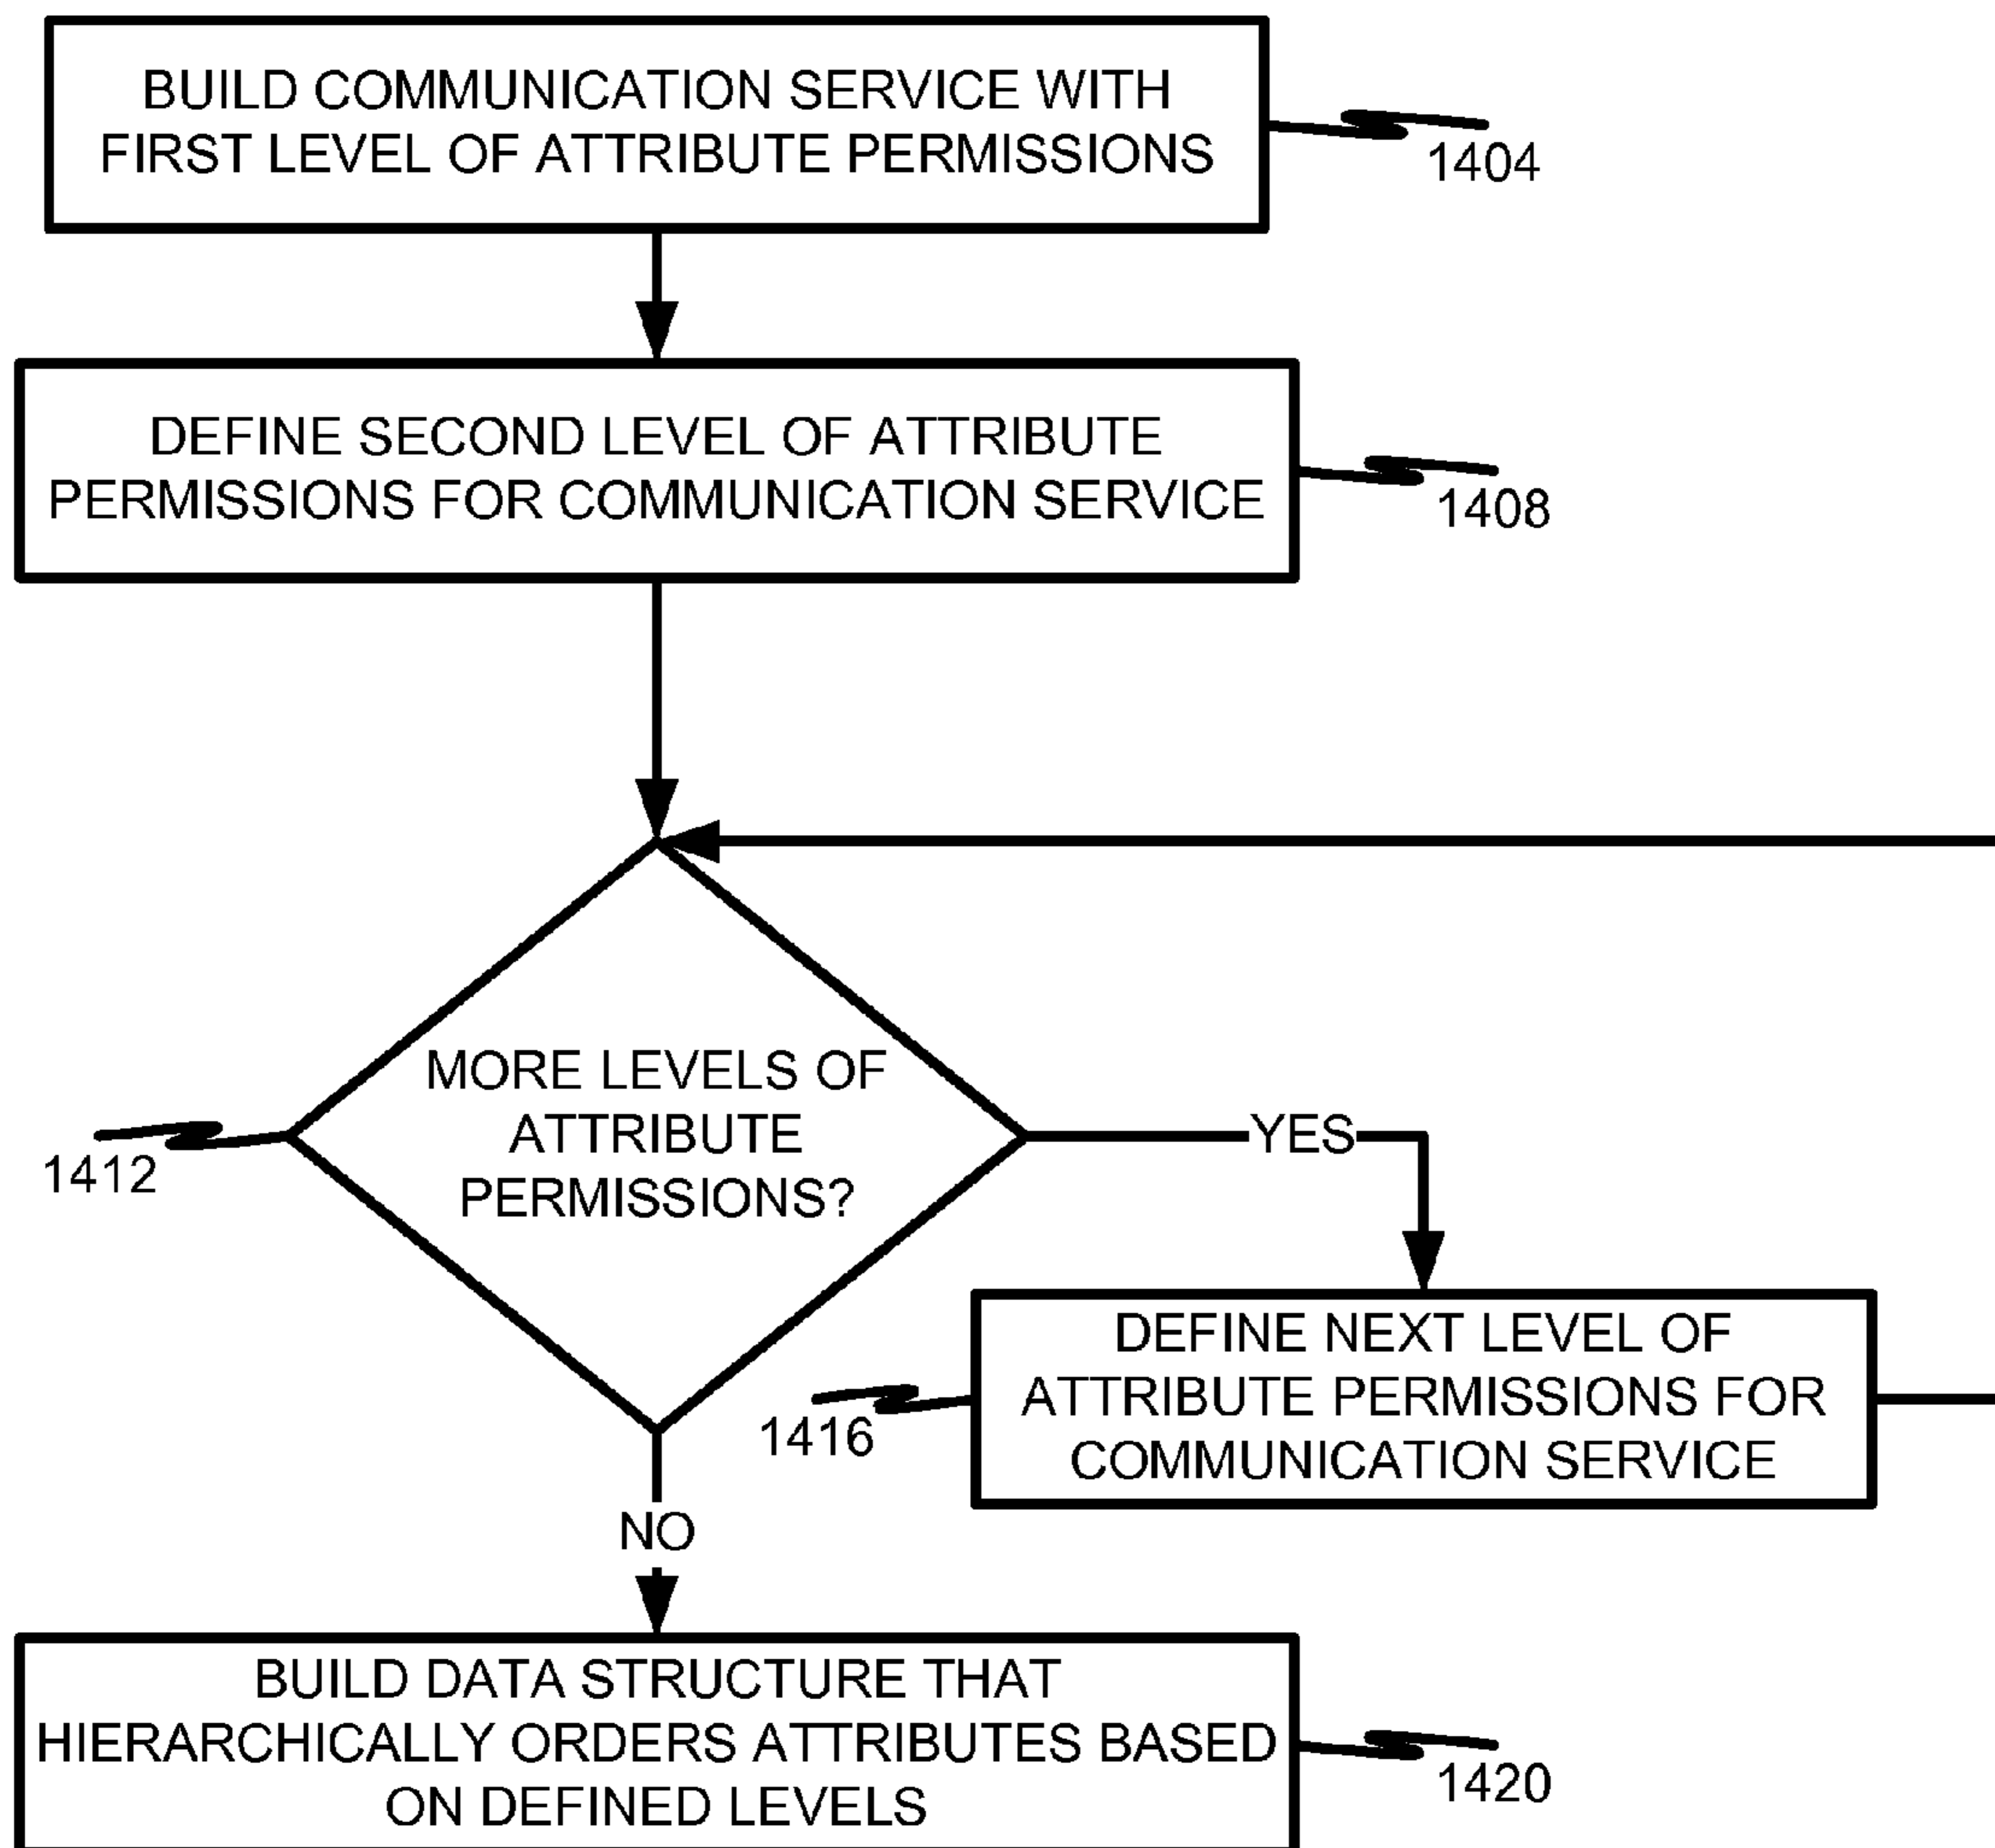 BUILD COMMUNICATION SERVICE WITH
FIRST LEVEL OF ATTRIBUTE PERMISSIONS
1404
DEFINE SECOND LEVEL OF ATTRIBUTE
PERMISSIONS FOR COMMUNICATION SERVICE
1408
MORE LEVELS OF
ATTRIBUTE
PERMISSIONS?
1412
YES
DEFINE NEXT LEVEL OF
ATTRIBUTE PERMISSIONS FOR
COMMUNICATION SERVICE
1416
NO
BUILD DATA STRUCTURE THAT
HIERARCHICALLY ORDERS ATTRIBUTES BASED
ON DEFINED LEVELS
1420